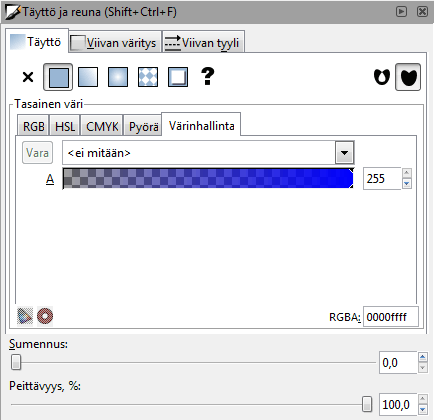 Täyttö ja reuna (Shift+Ctrl+F)
Täyttö Viivan väritys Viivan tyyli
Tasainen väri
RGB HSL CMYK Pyörä Värinhallinta
Vara <ei mitään>
A 255
RGBA: 0000ffff
Sumennus:
0,0
Peittävyys, %:
100,0